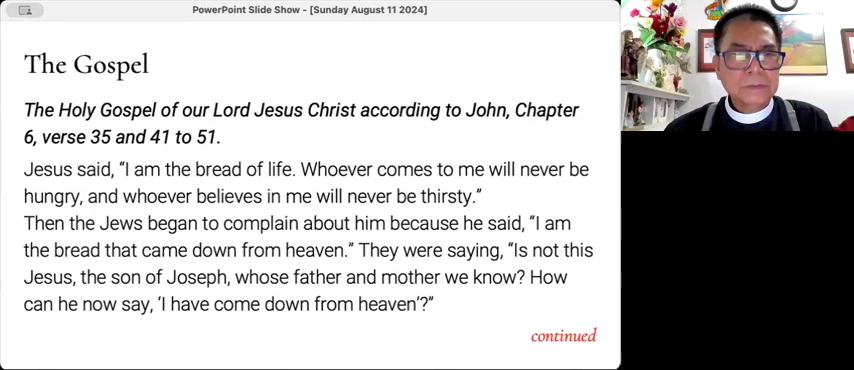 PowerPoint Slide Show - [Sunday August 11 2024]
The Gospel
The Holy Gospel of our Lord Jesus Christ according to John, Chapter
6, verse 35 and 41 to 51.
Jesus said, “I am the bread of life. Whoever comes to me will never be
hungry, and whoever believes in me will never be thirsty.”
Then the Jews began to complain about him because he said, “I am
the bread that came down from heaven.” They were saying, “Is not this
Jesus, the son of Joseph, whose father and mother we know? How
can he now say, ‘I have come down from heaven’?”
continued